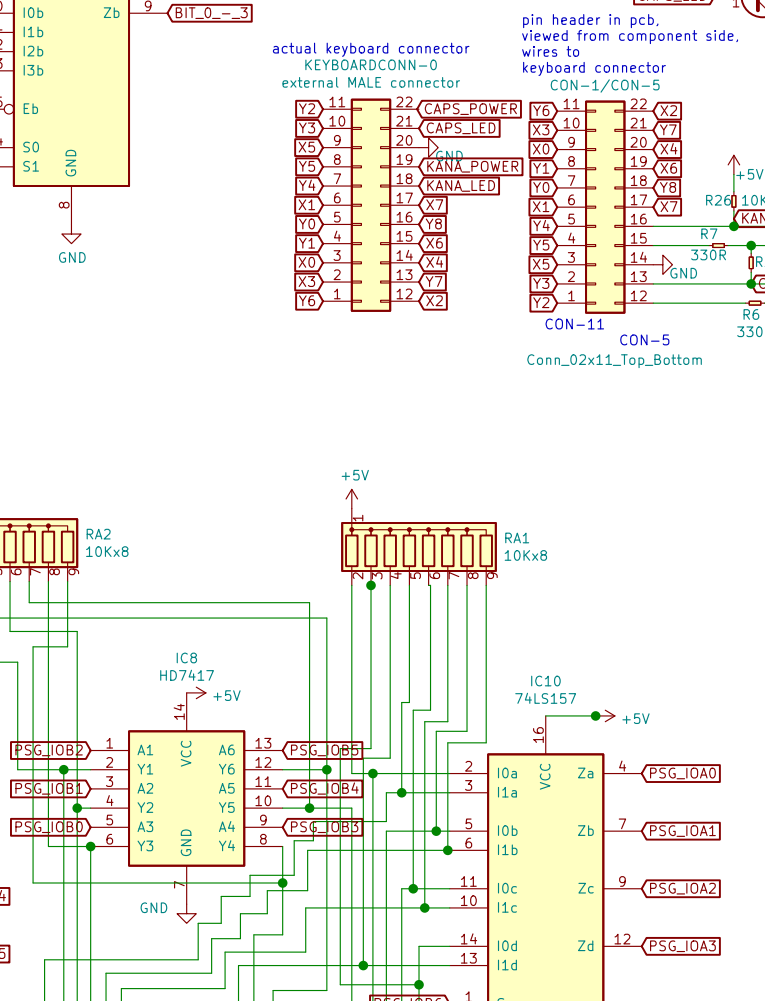 I0b
Zb
9
BIT_0_-_3
I1b
I2b
I3b
Eb
S0
S1
GND
8
GND
actual keyboard connector
KEYBOARDCONN-0
external MALE connector
Y2 11 22 CAPS_POWER
Y3 10 21 CAPS_LED
X5 9 20 GND
Y5 8 19 KANA_POWER
Y4 7 18 KANA_LED
X1 6 17 X7
Y0 5 16 Y8
Y1 4 15 X6
X0 3 14 X4
X3 2 13 Y7
Y6 1 12 X2
pin header in pcb,
viewed from component side,
wires to
keyboard connector
CON-1/CON-5
Y6 11 22 X2
X3 10 21 Y7
X0 9 20 X4
Y1 8 19 X6
Y0 7 18 Y8
X1 6 17 X7
Y4 5 16
Y5 4 15
X5 3 14 GND
Y3 2 13
Y2 1 12
CON-11
CON-5
Conn_02x11_Top_Bottom
1
+5V
R26 10K
KAN
R7
330R
R
R6
330
RA2
10Kx8
6 7 8 9
+5V
1
RA1
10Kx8
2 3 4 5 6 7 8 9
IC8
HD7417
14
+5V
VCC
PSG_IOB2 1 A1 A6 13 PSG_IOB5
2 Y1 Y6 12
PSG_IOB1 3 A2 A5 11 PSG_IOB4
4 Y2 Y5 10
PSG_IOB0 5 A3 A4 9 PSG_IOB3
6 Y3 Y4 8
GND
7
GND
4
5
IC10
74LS157
16
+5V
VCC
2 I0a Za 4 PSG_IOA0
3 I1a
5 I0b Zb 7 PSG_IOA1
6 I1b
11 I0c Zc 9 PSG_IOA2
10 I1c
14 I0d Zd 12 PSG_IOA3
13 I1d
1